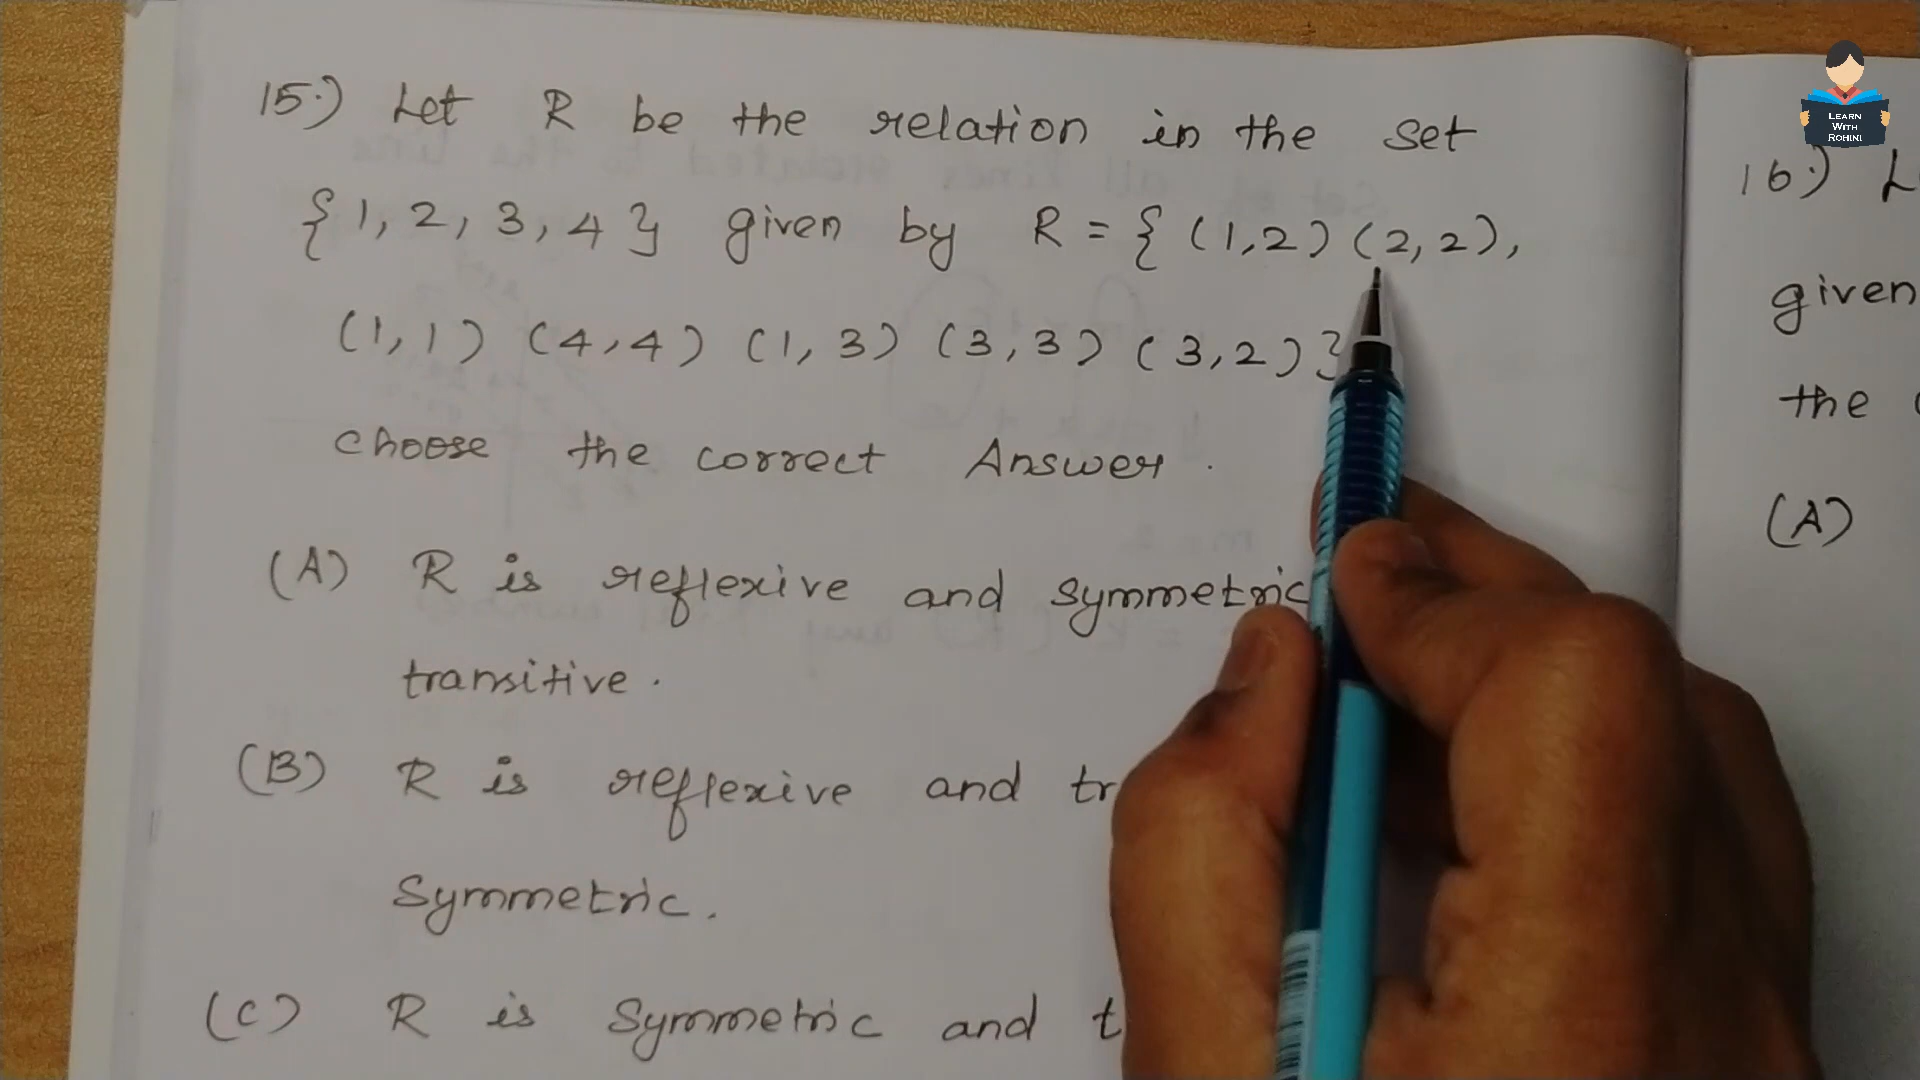 15.) Let R be the relation in the set
{1, 2, 3, 4} given by R = { (1,2) (2,2),
(1,1) (4,4) (1,3) (3,3) (3,2) }
choose the correct Answer.
(A) R is reflexive and symmetric
transitive.
(B) R is reflexive and
Symmetric.
(C) R is Symmetric and
16.)
given
the
(A)
LEARN
WITH
ROHINI